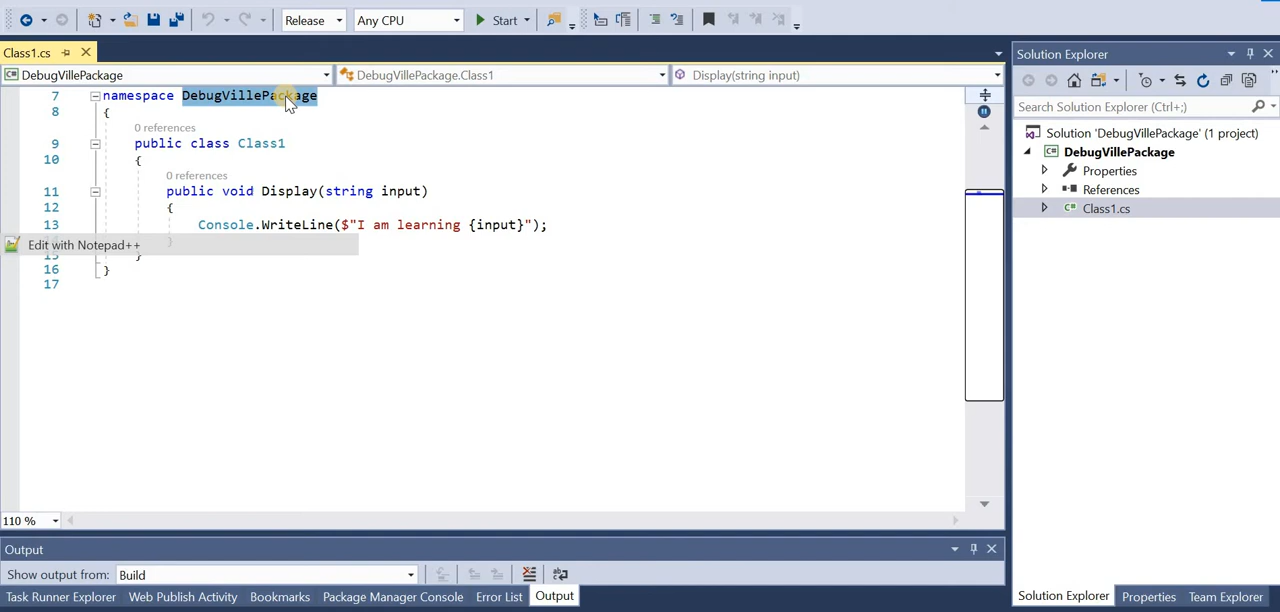 Release
Any CPU
Start
Class1.cs
DebugVillePackage
DebugVillePackage.Class1
Display(string input)
7 namespace DebugVillePackage
8 {
0 references
9 public class Class1
10 {
0 references
11 public void Display(string input)
12 {
13 Console.WriteLine($"I am learning {input}");
Edit with Notepad++
}
15 }
16 }
17
110 %
Output
Show output from: Build
Task Runner Explorer Web Publish Activity Bookmarks Package Manager Console Error List Output
Solution Explorer
Search Solution Explorer (Ctrl+;)
Solution 'DebugVillePackage' (1 project)
DebugVillePackage
Properties
References
Class1.cs
Solution Explorer Properties Team Explorer